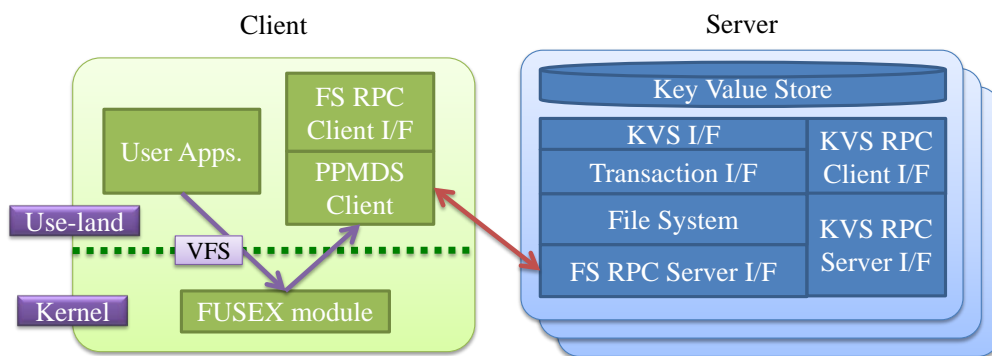 Client
Server
FS RPC
Client I/F
User Apps.
PPMDS
Client
Use-land
VFS
Kernel
FUSEX module
Key Value Store
KVS I/F
Transaction I/F
File System
FS RPC Server I/F
KVS RPC
Client I/F
KVS RPC
Server I/F